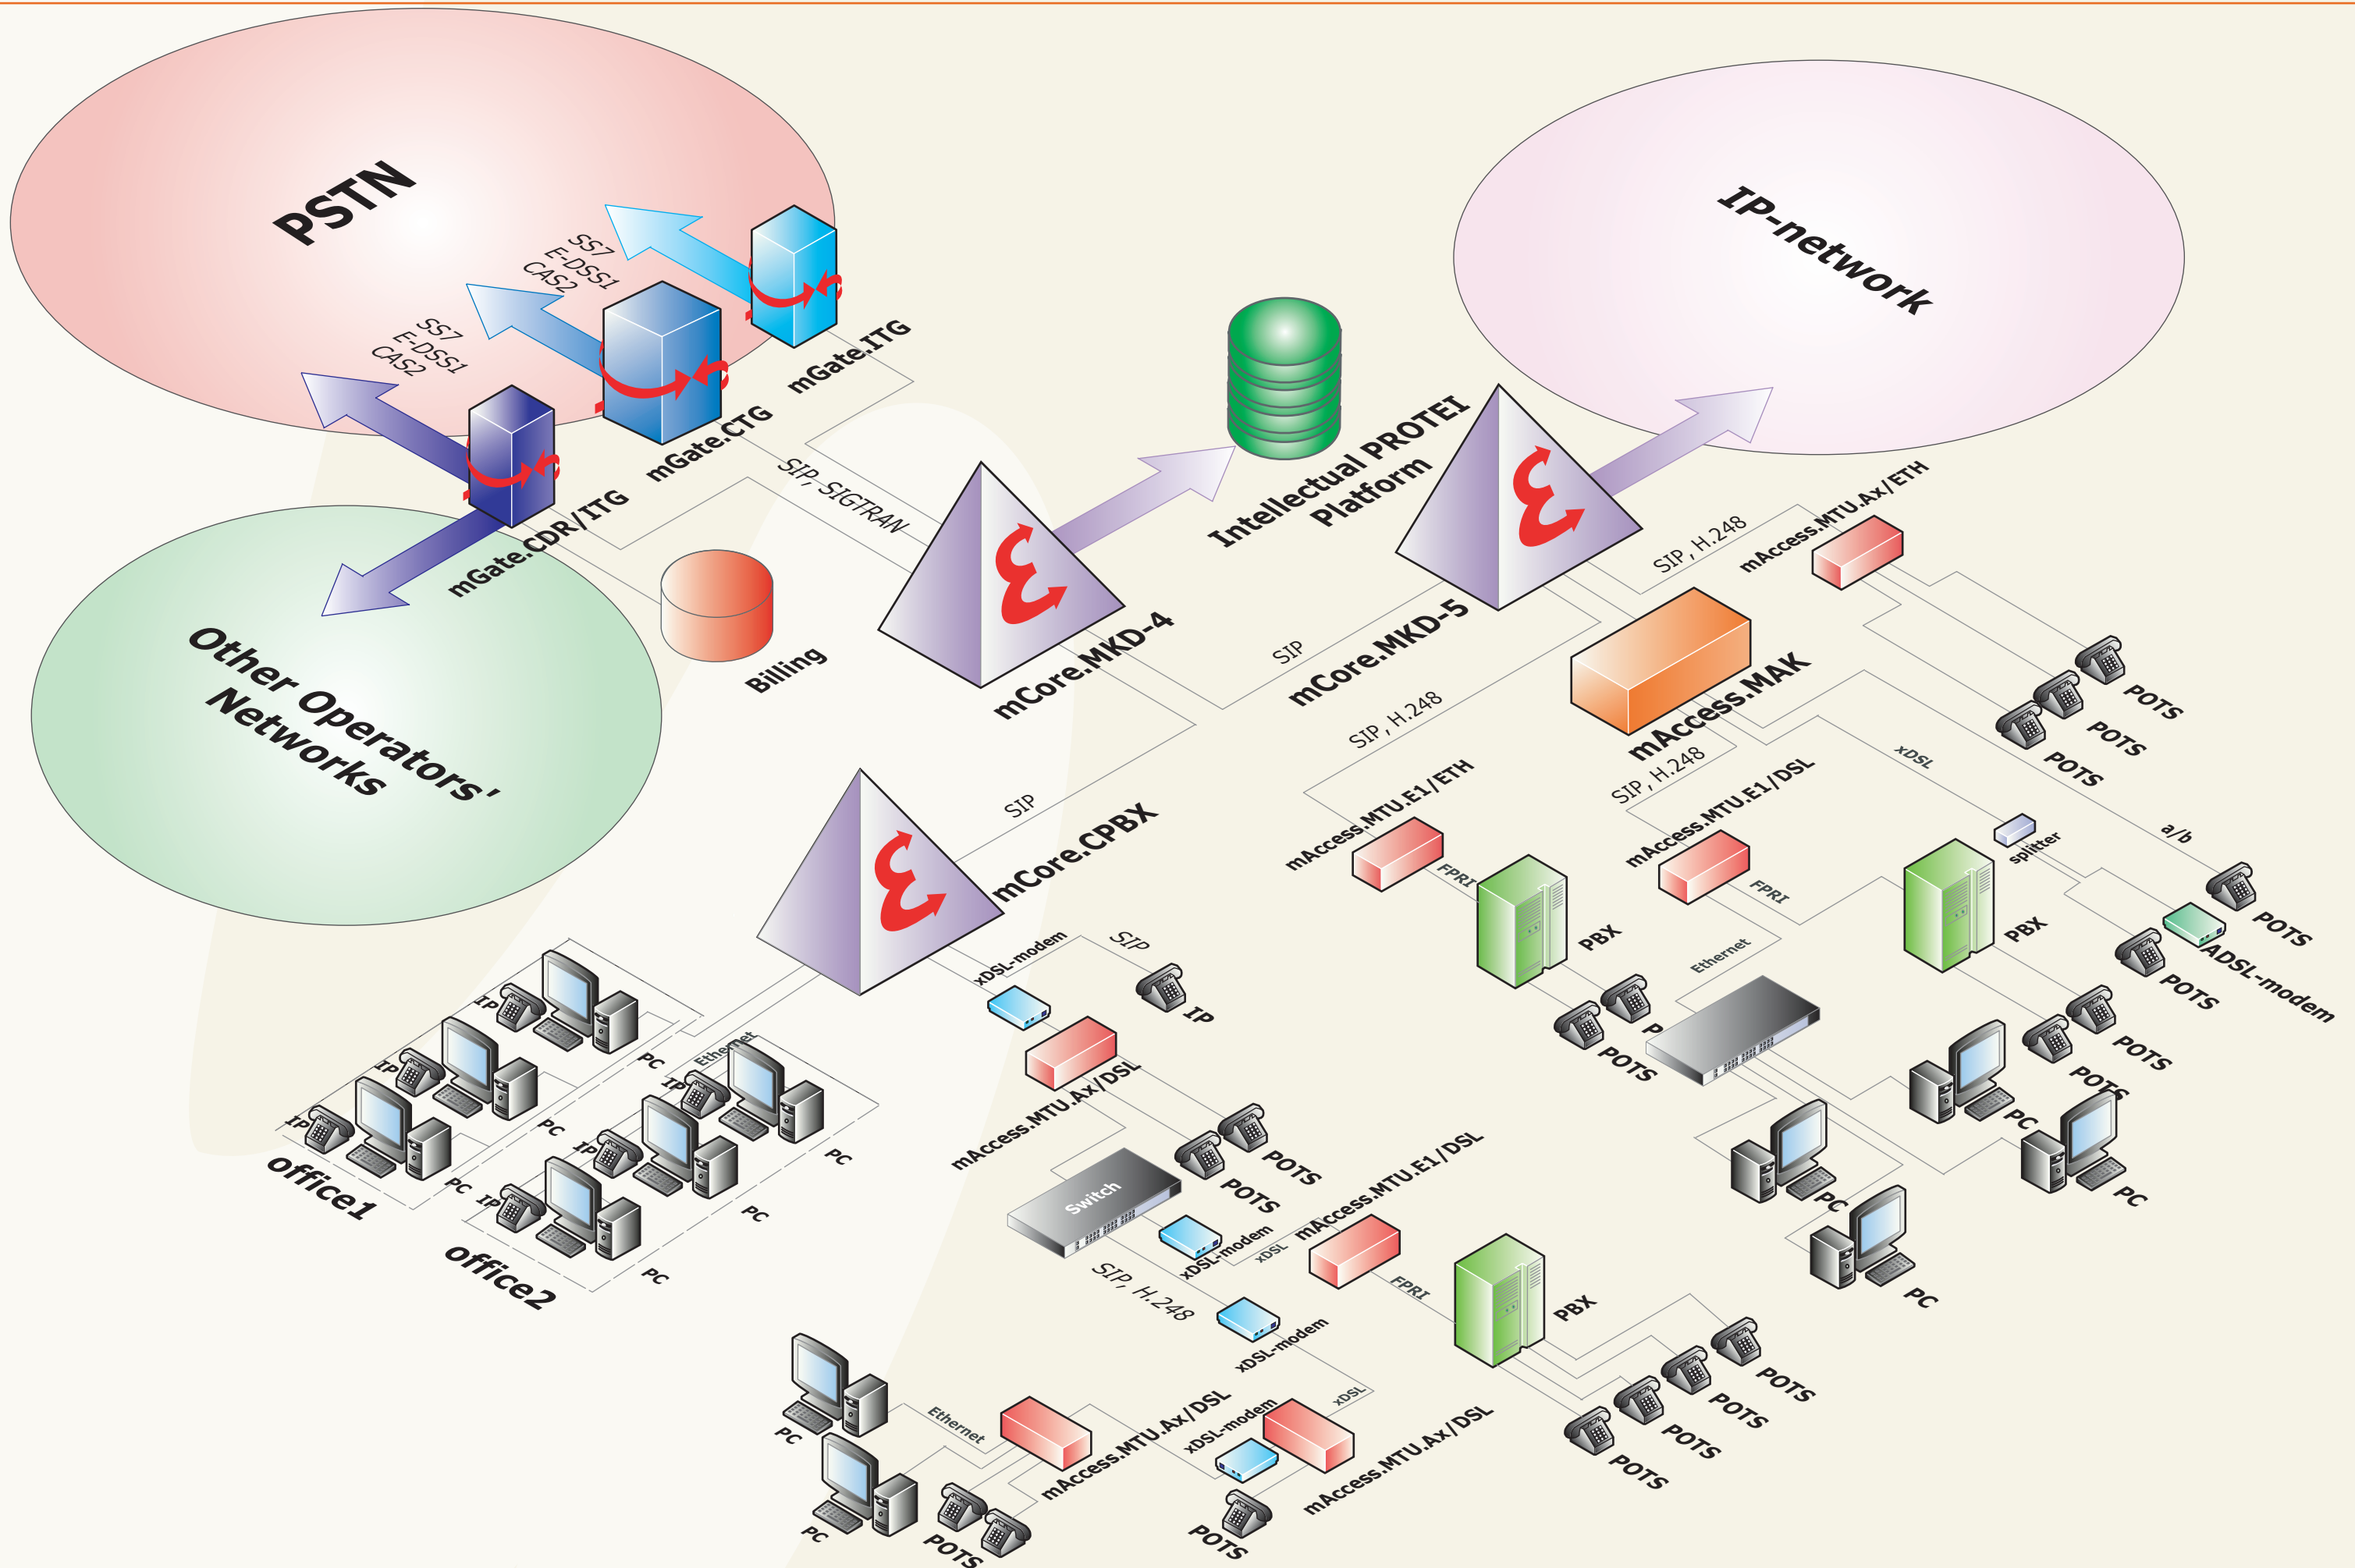 PSTN
IP-network
SS7
E-DSS1
CAS2
SS7
E-DSS1
CAS2
mGate.ITG
mGate.CTG
mGate.CDR/ITG
SIP, SIGTRAN
Intellectual PROTEI
Platform
Other Operators'
Networks
Billing
mCore.MKD-4
mCore.MKD-5
SIP
SIP, H.248
mAccess.MTU.Ax/ETH
POTS
POTS
POTS
mAccess.MAK
SIP, H.248
SIP, H.248
xDSL
a/b
splitter
POTS
ADSL-modem
POTS
mAccess.MTU.E1/ETH
FPRI
PBX
P
POTS
mAccess.MTU.E1/DSL
FPRI
PBX
Ethernet
POTS
POTS
PC
PC
PC
PC
SIP
mCore.CPBX
xDSL-modem
SIP
IP
Ethernet
IP
PC
IP
PC
IP
PC
office1
IP
PC
IP
PC
IP
PC
office2
mAccess.MTU.Ax/DSL
POTS
POTS
Switch
xDSL-modem
xDSL
mAccess.MTU.E1/DSL
FPRI
PBX
POTS
POTS
POTS
POTS
SIP, H.248
xDSL-modem
xDSL
xDSL-modem
mAccess.MTU.Ax/DSL
POTS
mAccess.MTU.Ax/DSL
Ethernet
PC
PC
POTS